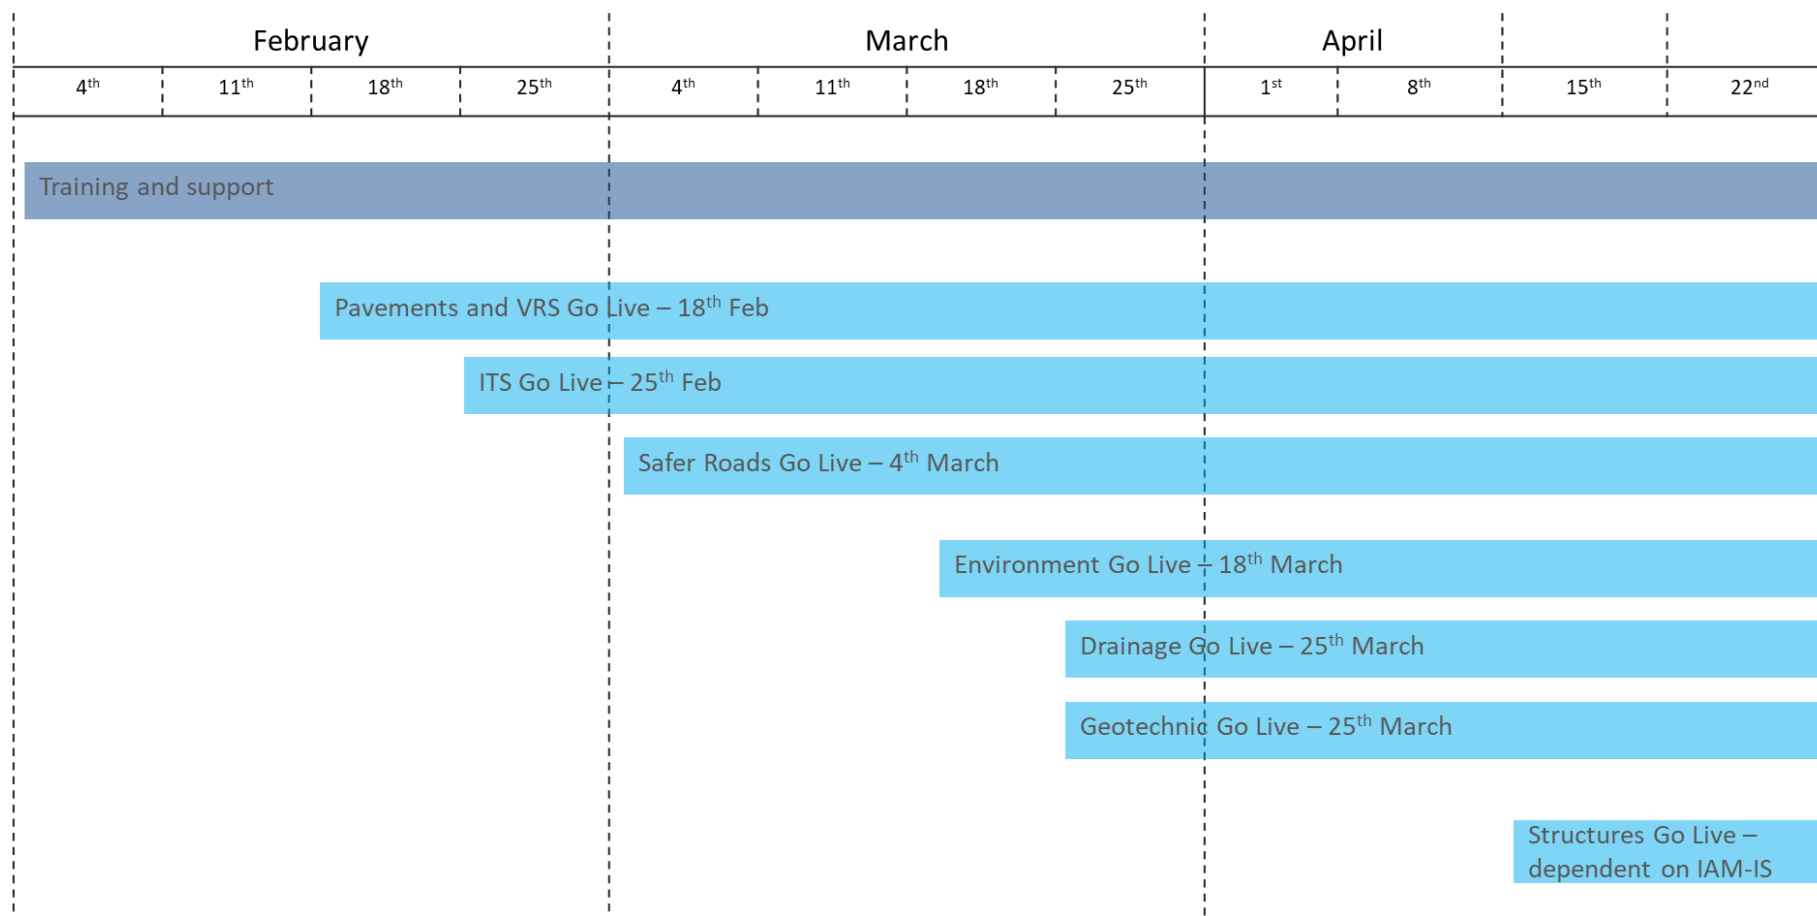 February March April
4th 11th 18th 25th 4th 11th 18th 25th 1st 8th 15th 22nd
Training and support
Pavements and VRS Go Live – 18th Feb
ITS Go Live – 25th Feb
Safer Roads Go Live – 4th March
Environment Go Live – 18th March
Drainage Go Live – 25th March
Geotechnic Go Live – 25th March
Structures Go Live –
dependent on IAM-IS